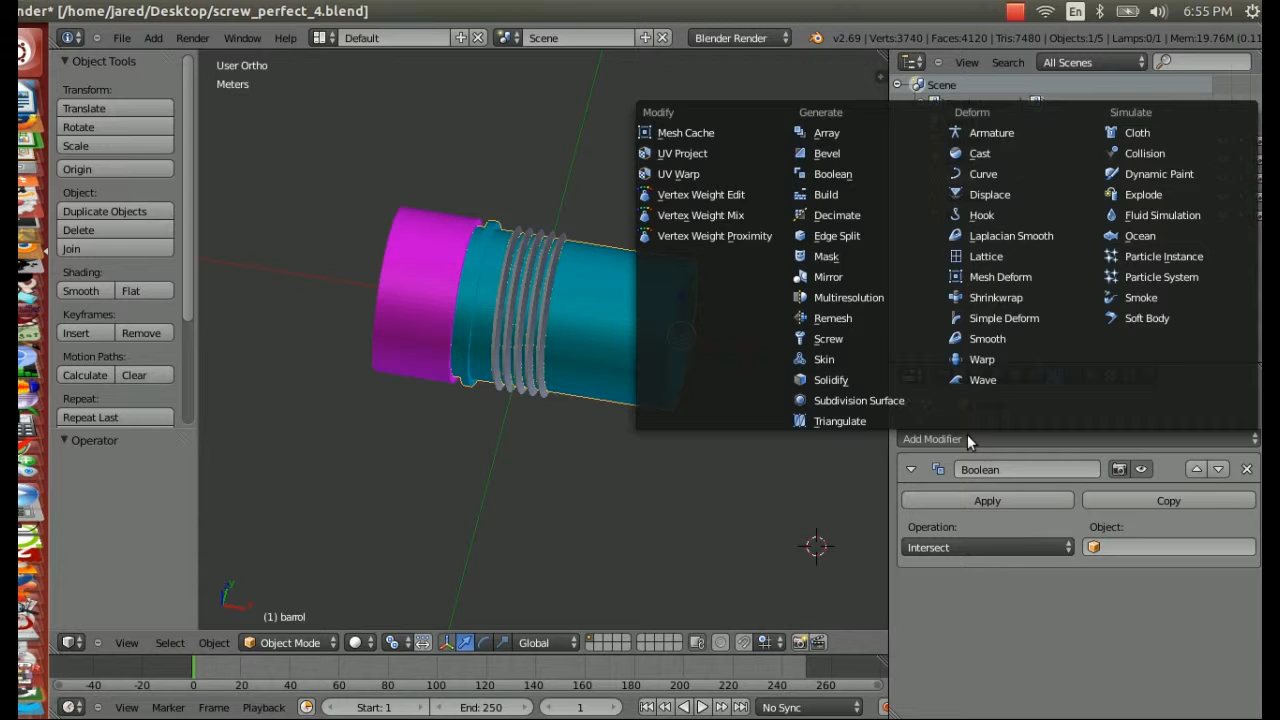 nder* [/home/jared/Desktop/screw_perfect_4.blend]
En
6:55 PM
File Add Render Window Help
Default
Scene
Blender Render
v2.69 | Verts:3740 | Faces:4120 | Tris:7480 | Objects:1/5 | Lamps:0/1 | Mem:19.76M (0.11
Object Tools
Transform:
Translate
Rotate
Scale
Origin
Object:
Duplicate Objects
Delete
Join
Shading:
Smooth Flat
Keyframes:
Insert Remove
Motion Paths:
Calculate Clear
Repeat:
Repeat Last
Operator
User Ortho
Meters
(1) barrol
View Search All Scenes
Scene
Modify
Mesh Cache
UV Project
UV Warp
Vertex Weight Edit
Vertex Weight Mix
Vertex Weight Proximity
Generate
Array
Bevel
Boolean
Build
Decimate
Edge Split
Mask
Mirror
Multiresolution
Remesh
Screw
Skin
Solidify
Subdivision Surface
Triangulate
Deform
Armature
Cast
Curve
Displace
Hook
Laplacian Smooth
Lattice
Mesh Deform
Shrinkwrap
Simple Deform
Smooth
Warp
Wave
Simulate
Cloth
Collision
Dynamic Paint
Explode
Fluid Simulation
Ocean
Particle Instance
Particle System
Smoke
Soft Body
Add Modifier
Boolean
Apply Copy
Operation: Object:
Intersect
View Select Object Object Mode Global
-40 -20 0 20 40 60 80 100 120 140 160 180 200 220 240 260
View Marker Frame Playback Start: 1 End: 250 1 No Sync